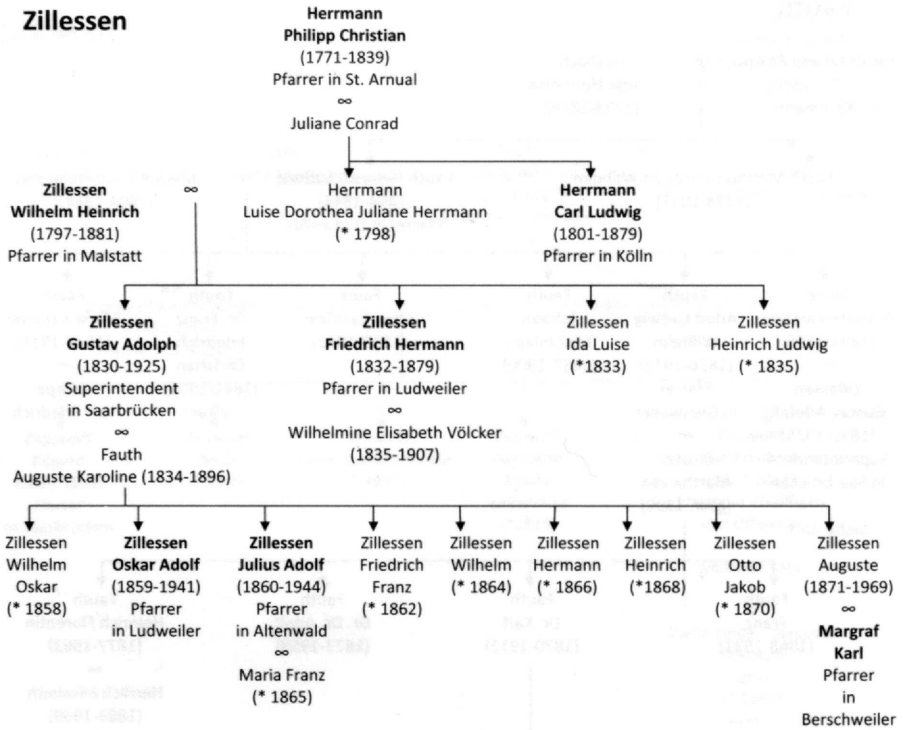 Zillessen
Herrmann
Philipp Christian
(1771-1839)
Pfarrer in St. Arnual
∞
Juliane Conrad
Zillessen
Wilhelm Heinrich
(1797-1881)
Pfarrer in Malstatt
∞
Herrmann
Luise Dorothea Juliane Herrmann
(* 1798)
Herrmann
Carl Ludwig
(1801-1879)
Pfarrer in Kölln
Zillessen
Gustav Adolph
(1830-1925)
Superintendent
in Saarbrücken
∞
Fauth
Auguste Karoline (1834-1896)
Zillessen
Friedrich Hermann
(1832-1879)
Pfarrer in Ludweiler
∞
Wilhelmine Elisabeth Völcker
(1835-1907)
Zillessen
Ida Luise
(*1833)
Zillessen
Heinrich Ludwig
(* 1835)
Zillessen
Wilhelm
Oskar
(* 1858)
Zillessen
Oskar Adolf
(1859-1941)
Pfarrer
in Ludweiler
Zillessen
Julius Adolf
(1860-1944)
Pfarrer
in Altenwald
∞
Maria Franz
(* 1865)
Zillessen
Friedrich
Franz
(* 1862)
Zillessen
Wilhelm
(* 1864)
Zillessen
Hermann
(* 1866)
Zillessen
Heinrich
(*1868)
Zillessen
Otto
Jakob
(* 1870)
Zillessen
Auguste
(1871-1969)
∞
Margraf
Karl
Pfarrer
in
Berschweiler